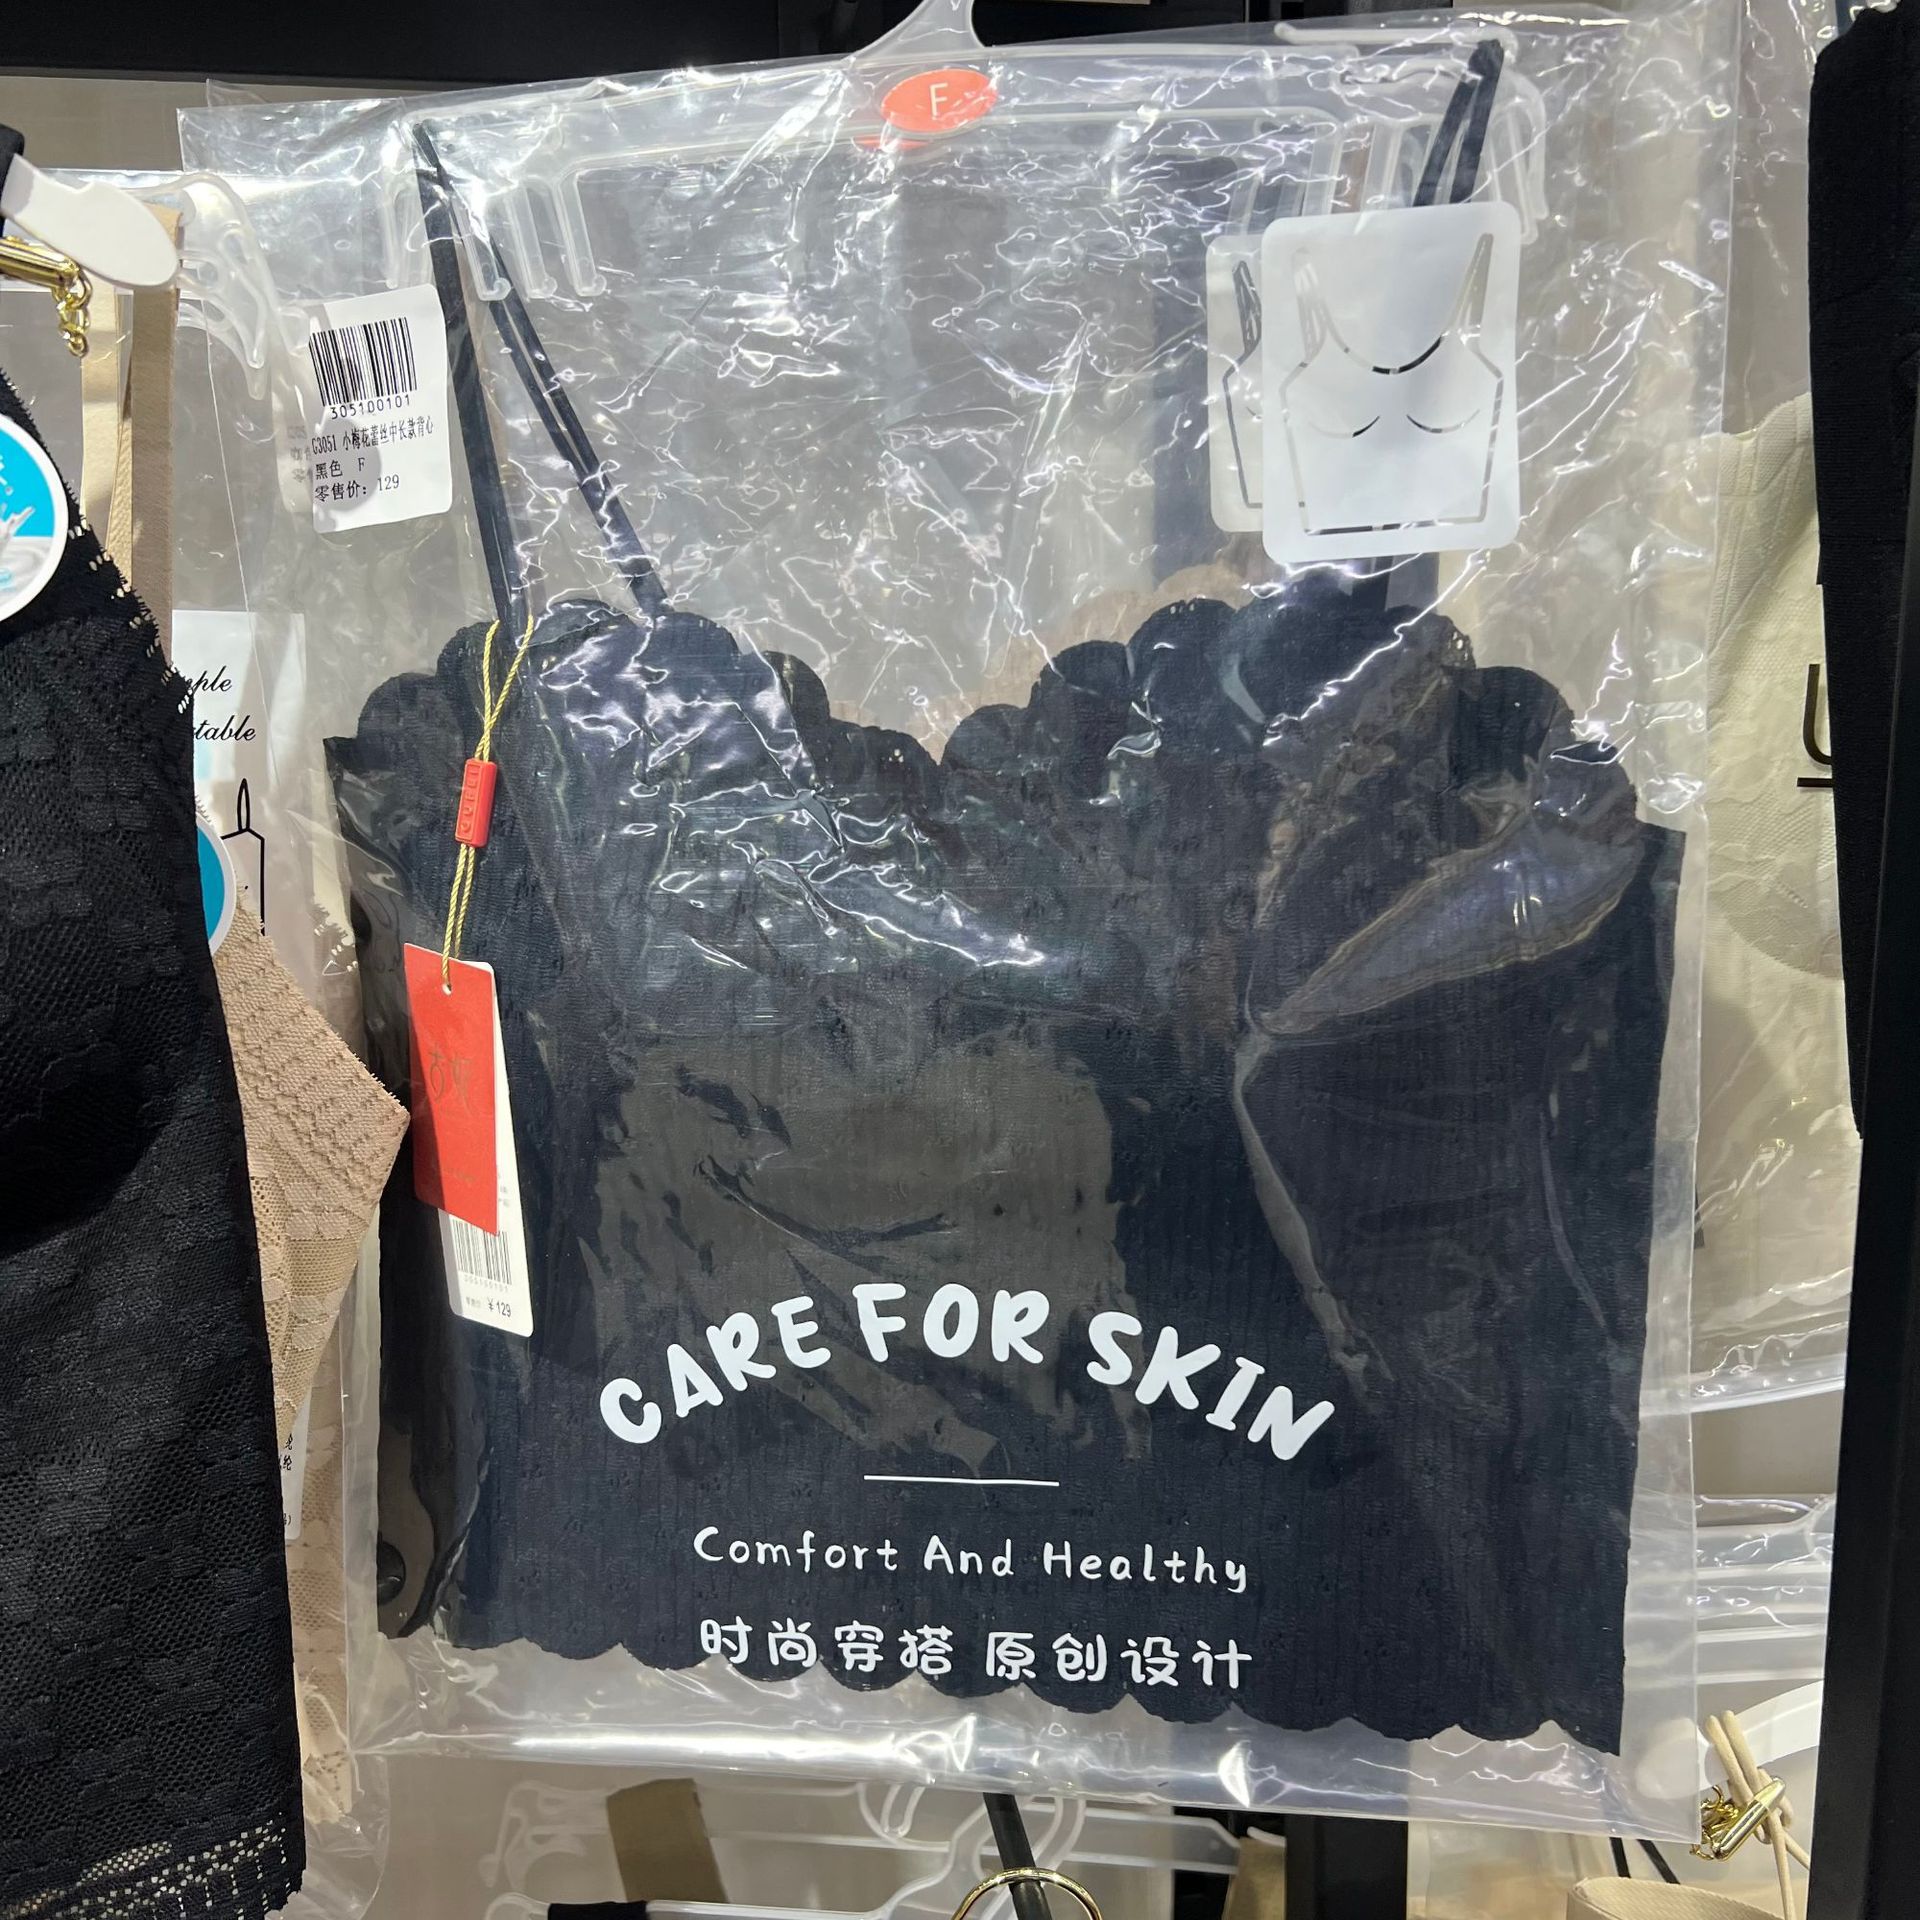 F
305100101
G3051 小梅花蕾丝中长款背心
黑色 F
零售价: 129
¥129
CARE FOR SKIN
Comfort And Healthy
时尚穿搭 原创设计